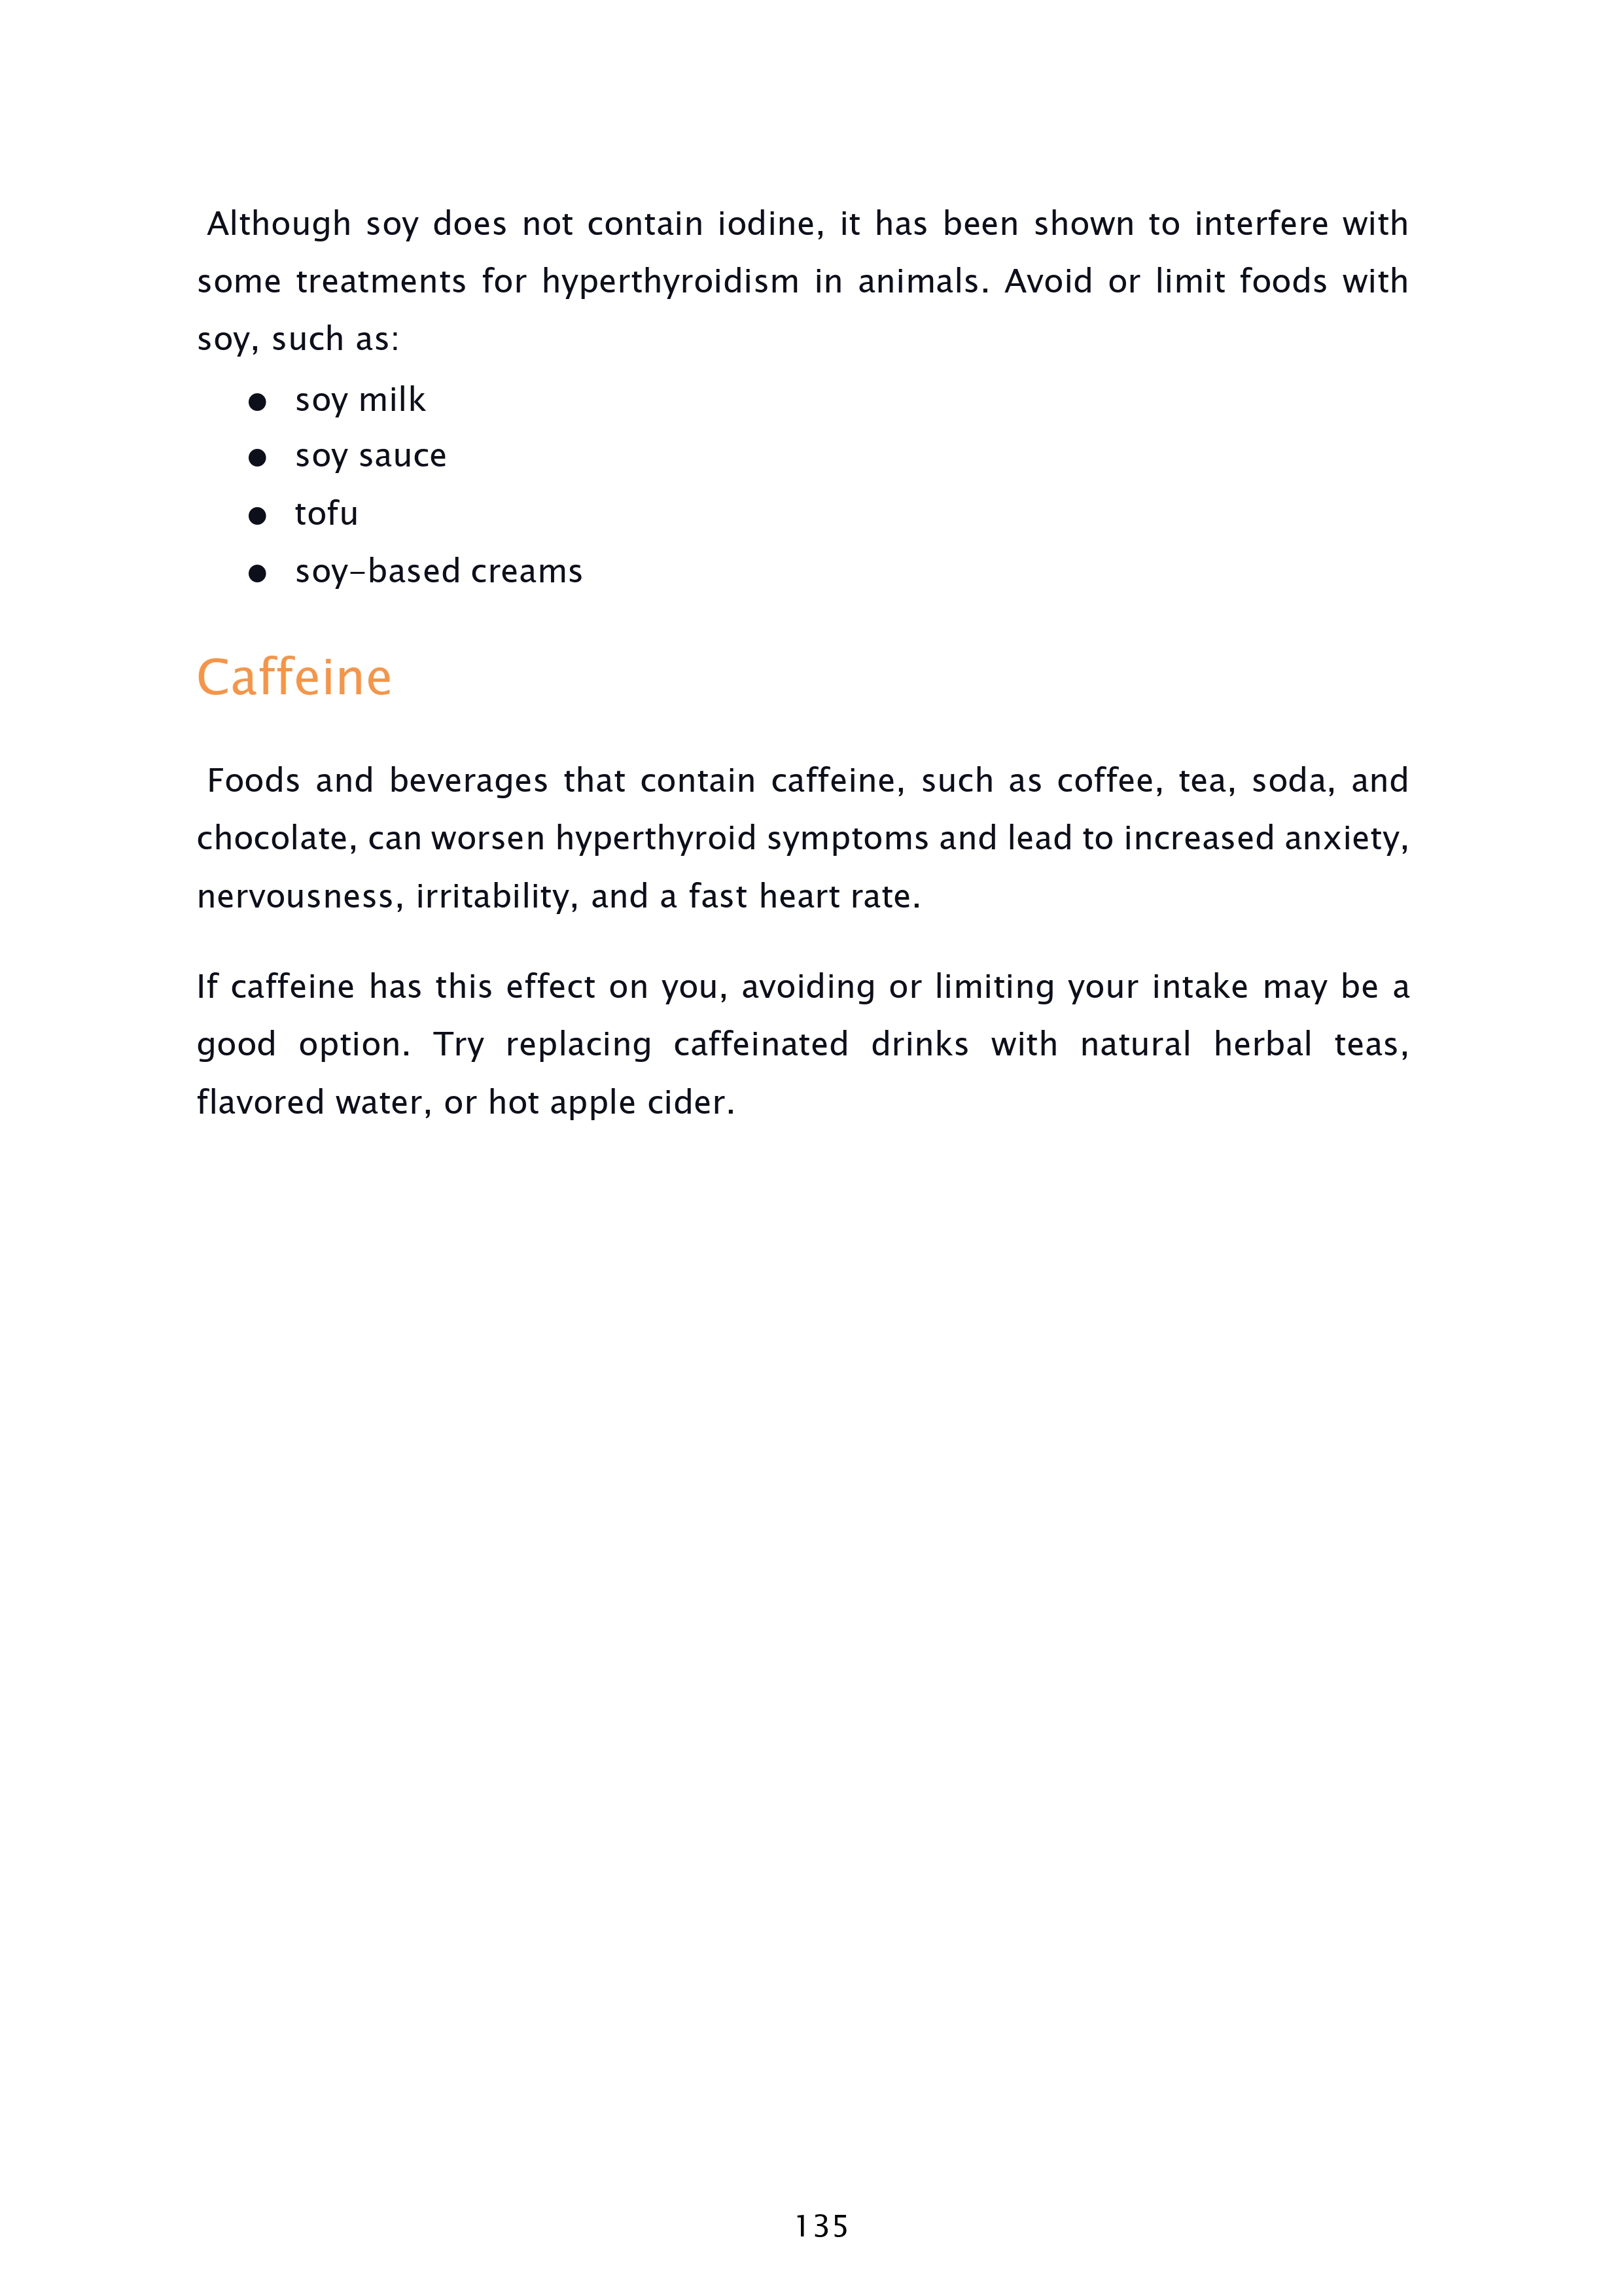 Although soy does not contain iodine, it has been shown to interfere with
some treatments for hyperthyroidism in animals. Avoid or limit foods with
soy, such as:
● soy milk
● soy sauce
● tofu
● soy-based creams
Caffeine
Foods and beverages that contain caffeine, such as coffee, tea, soda, and
chocolate, can worsen hyperthyroid symptoms and lead to increased anxiety,
nervousness, irritability, and a fast heart rate.
If caffeine has this effect on you, avoiding or limiting your intake may be a
good option. Try replacing caffeinated drinks with natural herbal teas,
flavored water, or hot apple cider.
135